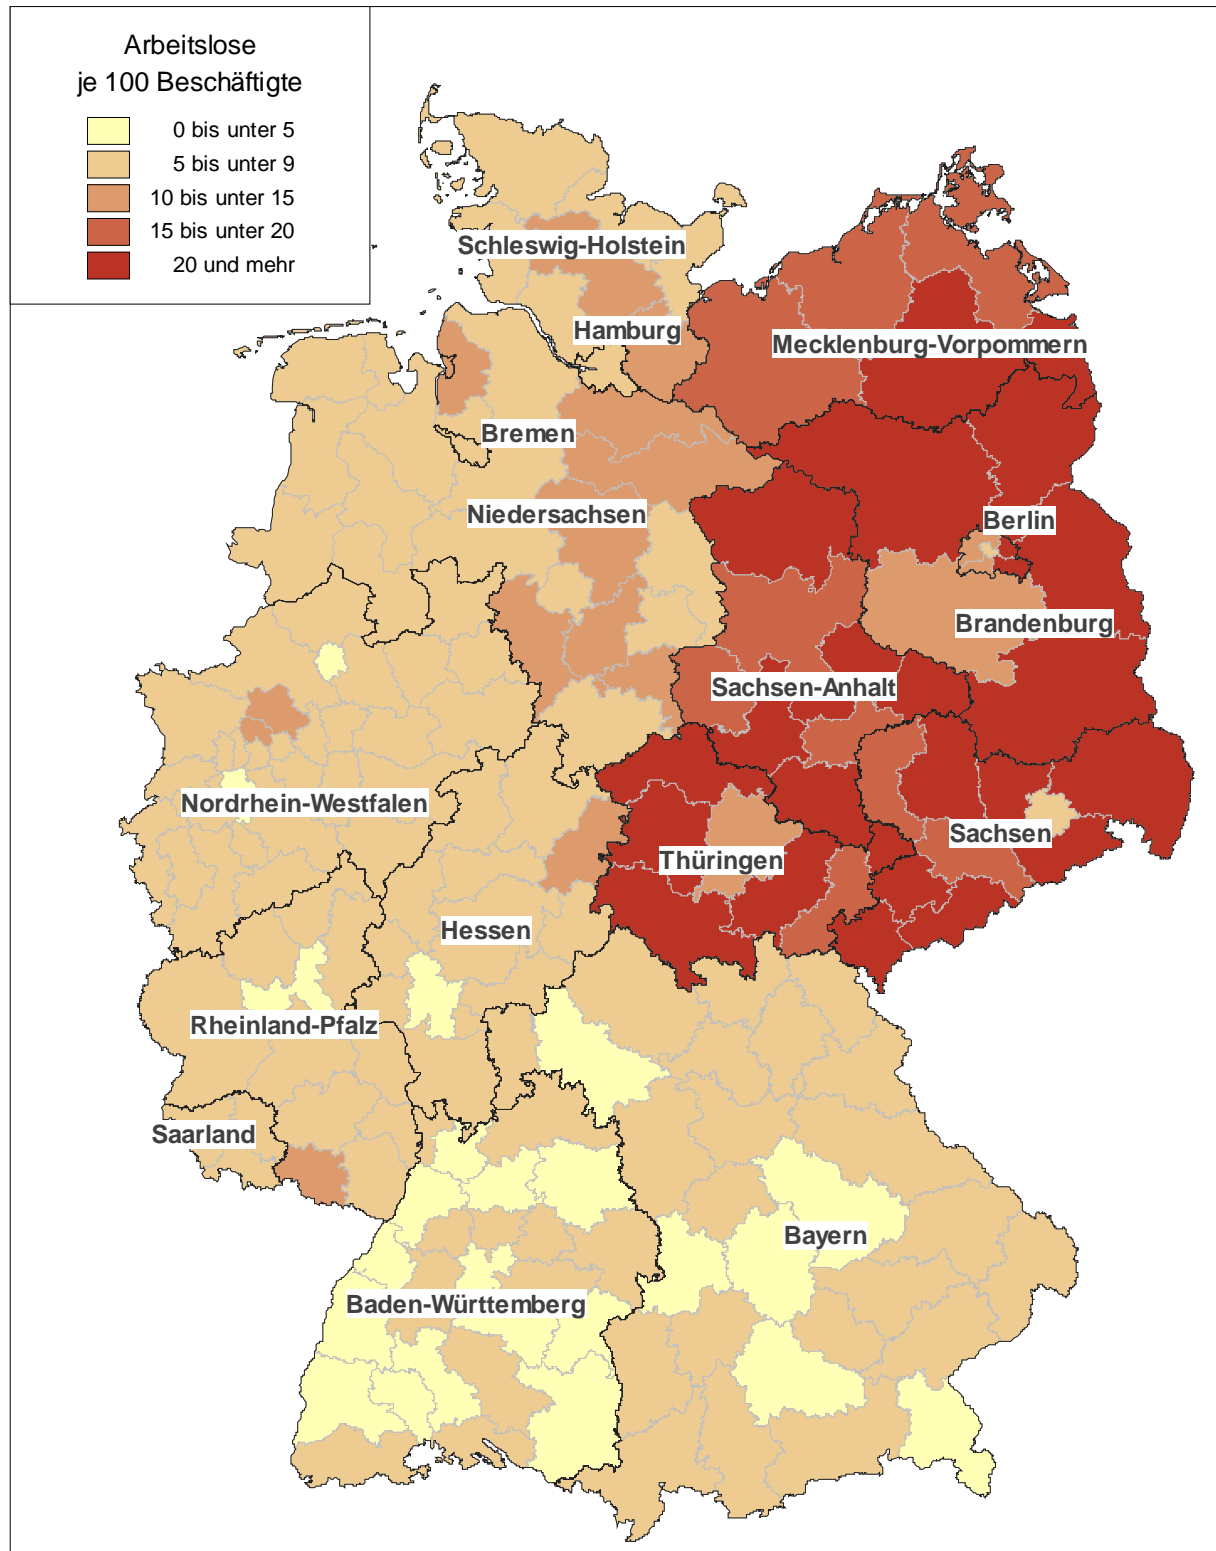 Arbeitslose
je 100 Beschäftigte
0 bis unter 5
5 bis unter 9
10 bis unter 15
15 bis unter 20
20 und mehr
Schleswig-Holstein
Hamburg
Mecklenburg-Vorpommern
Bremen
Niedersachsen
Berlin
Brandenburg
Sachsen-Anhalt
Nordrhein-Westfalen
Sachsen
Thüringen
Hessen
Rheinland-Pfalz
Saarland
Bayern
Baden-Württemberg